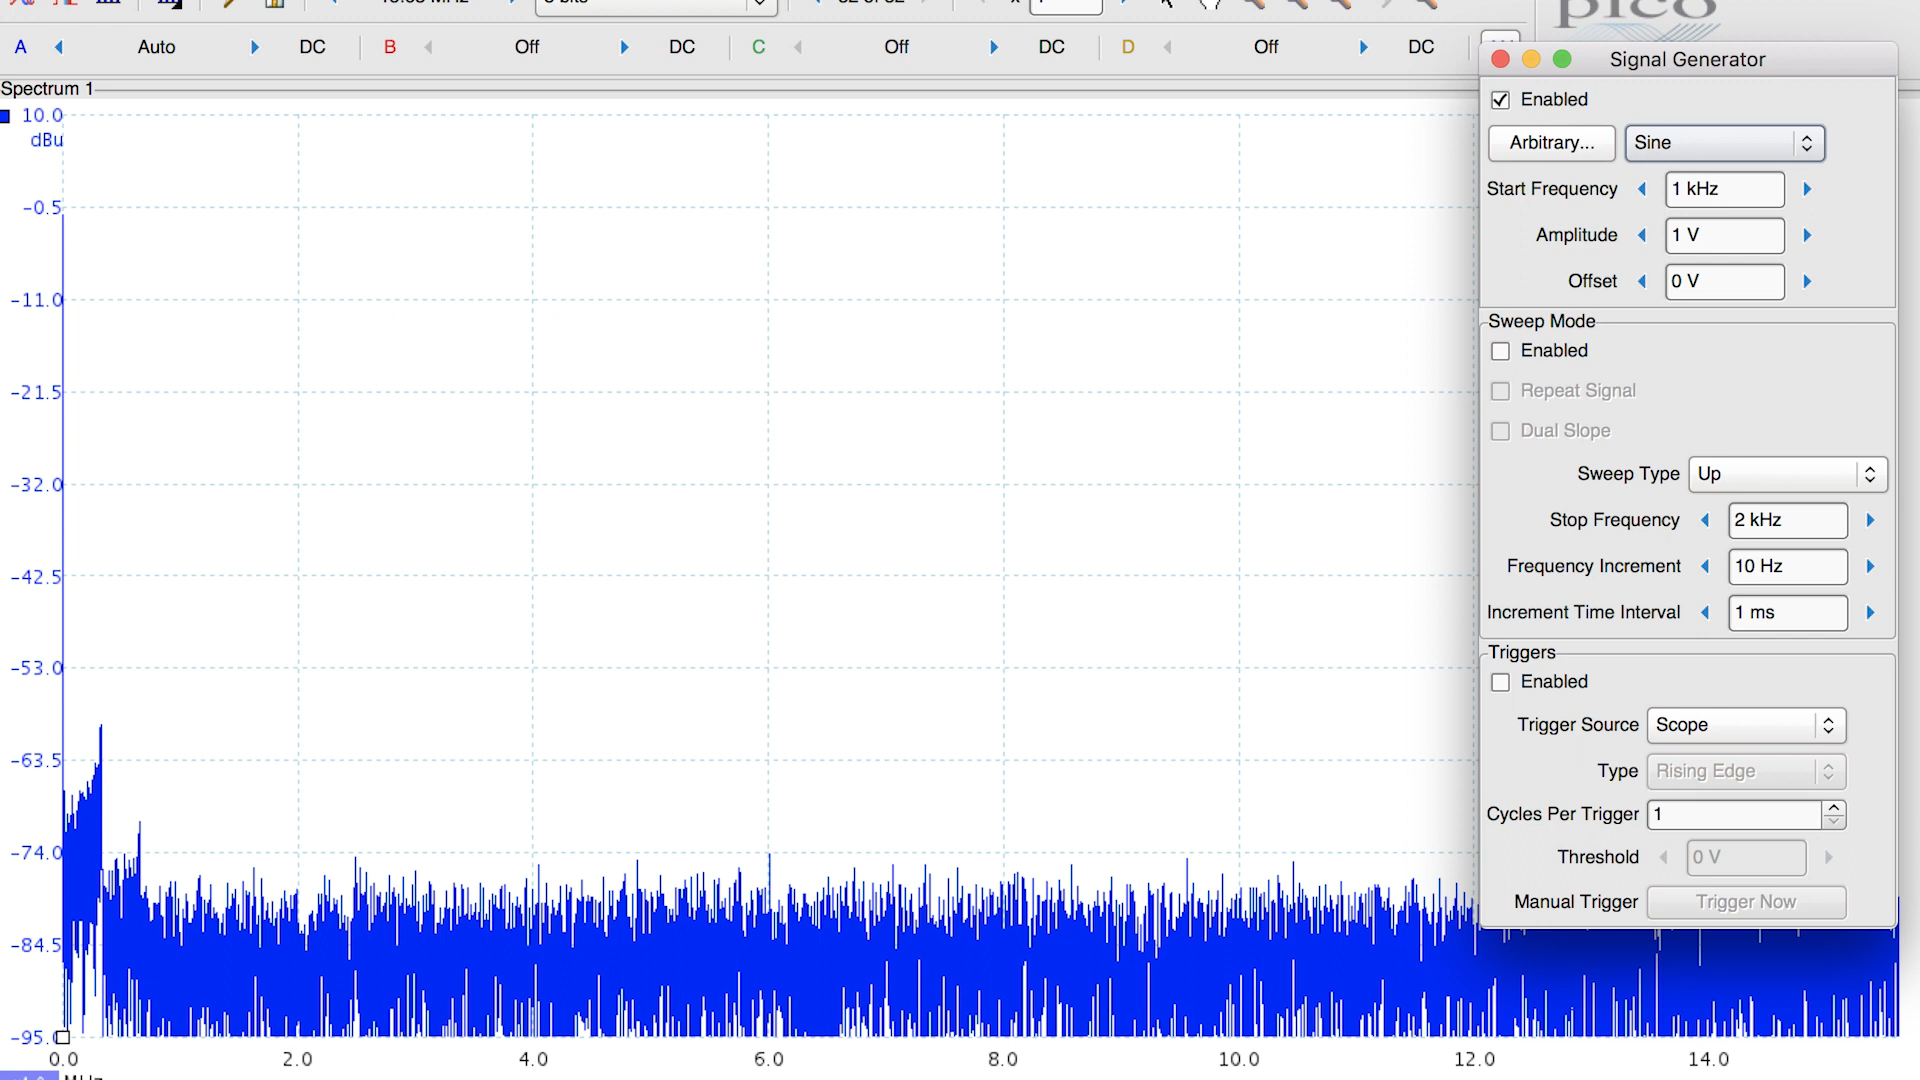 pico
A Auto DC B Off DC C Off DC D Off DC
Signal Generator
Spectrum 1
Enabled
Arbitrary... Sine
Start Frequency 1 kHz
Amplitude 1 V
Offset 0 V
Sweep Mode
Enabled
Repeat Signal
Dual Slope
Sweep Type Up
Stop Frequency 2 kHz
Frequency Increment 10 Hz
Increment Time Interval 1 ms
Triggers
Enabled
Trigger Source Scope
Type Rising Edge
Cycles Per Trigger 1
Threshold 0 V
Manual Trigger Trigger Now
10.0
dBu
-0.5
-11.0
-21.5
-32.0
-42.5
-53.0
-63.5
-74.0
-84.5
-95.0
0.0 2.0 4.0 6.0 8.0 10.0 12.0 14.0